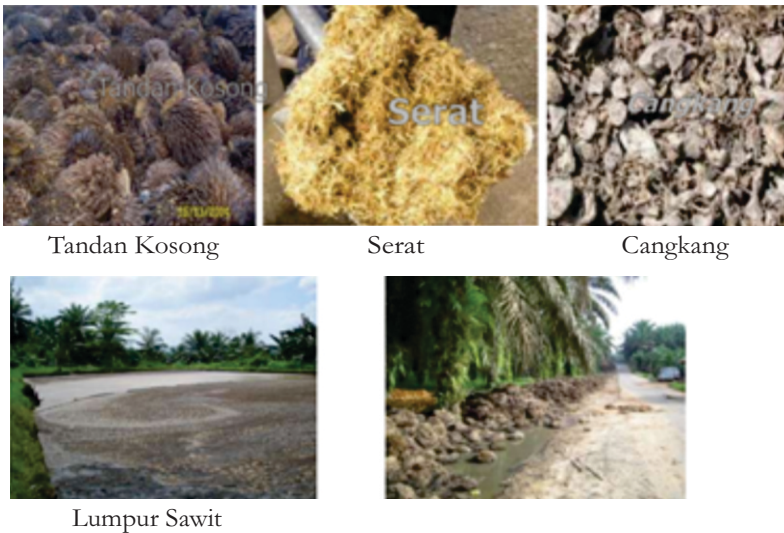 Tandan Kosong
Serat
Cangkang
Tandan Kosong
Serat
Cangkang
Lumpur Sawit